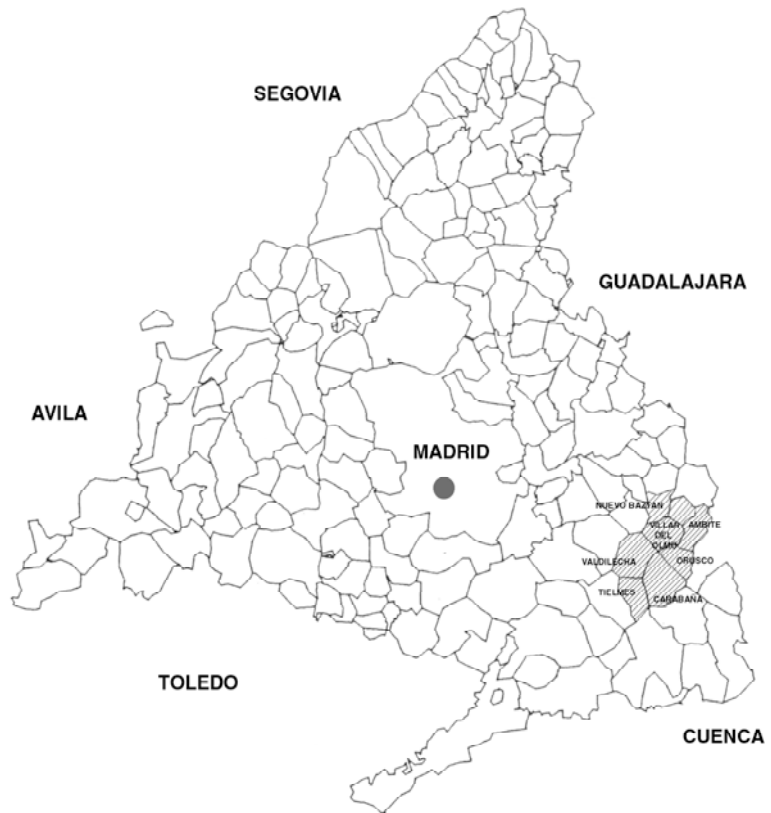 SEGOVIA
GUADALAJARA
AVILA
MADRID
NUEVO BAZTAN
VILLAR
DEL
OLMO
AMBITE
VALDILECHA
ORUSCO
TIELMES
CARABAÑA
TOLEDO
CUENCA